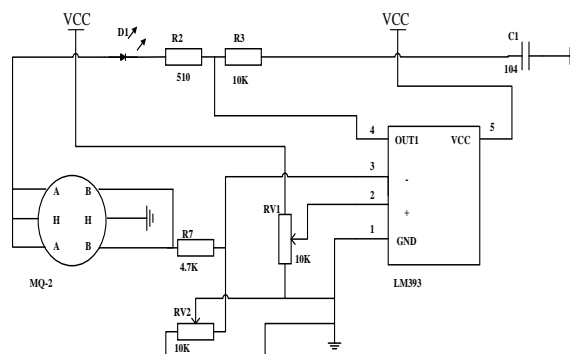 VCC
VCC
D1
R2
R3
C1
510
10K
104
4
OUT1
VCC
5
3
-
A
B
2
RV1
+
H
H
1
GND
A
B
R7
10K
4.7K
MQ-2
LM393
RV2
10K